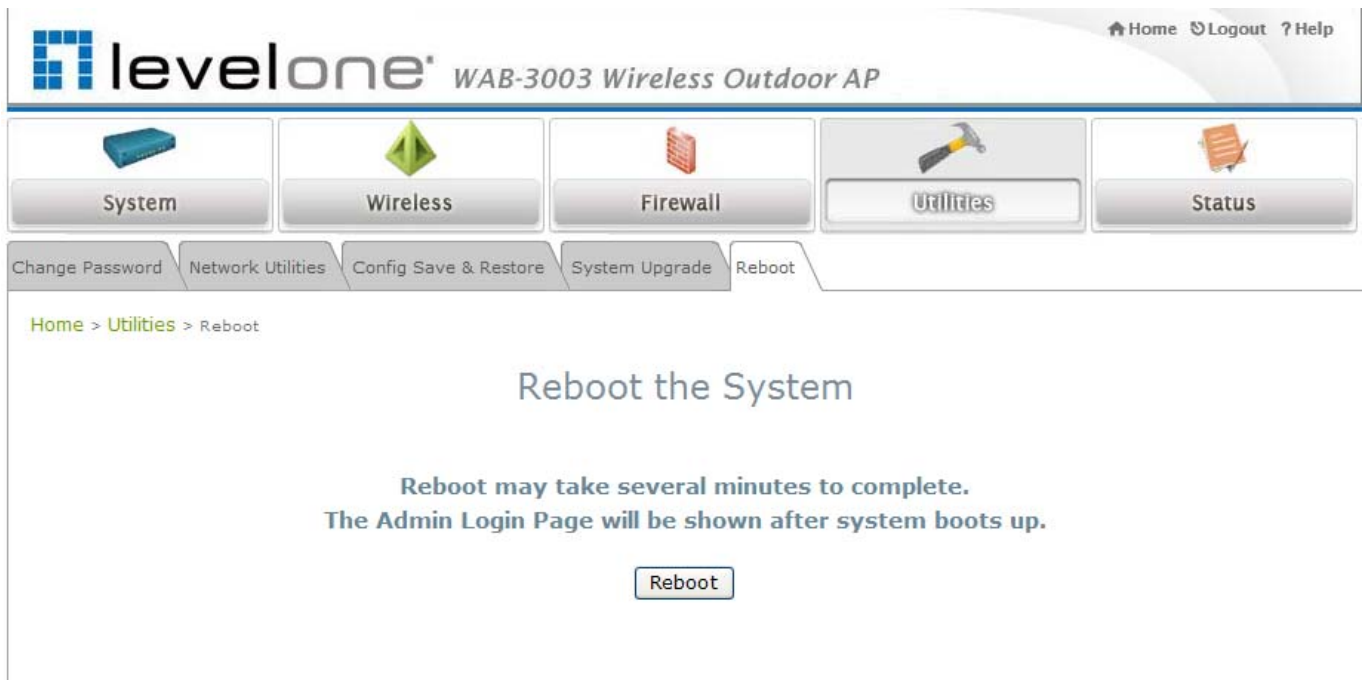 Home Logout ? Help
levelone WAB-3003 Wireless Outdoor AP
System Wireless Firewall Utilities Status
Change Password Network Utilities Config Save & Restore System Upgrade Reboot
Home > Utilities > Reboot
Reboot the System
Reboot may take several minutes to complete.
The Admin Login Page will be shown after system boots up.
Reboot